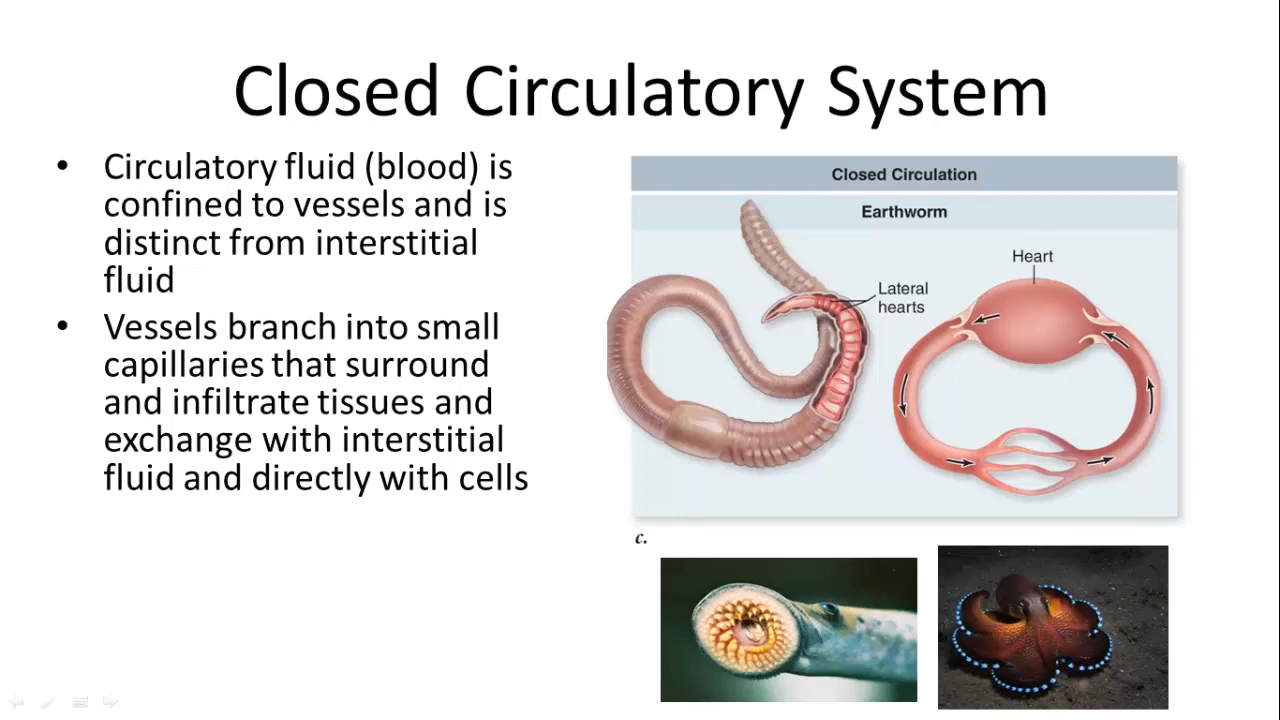 Closed Circulatory System
• Circulatory fluid (blood) is
confined to vessels and is
distinct from interstitial
fluid
• Vessels branch into small
capillaries that surround
and infiltrate tissues and
exchange with interstitial
fluid and directly with cells
Closed Circulation
Earthworm
Heart
Lateral
hearts
c.